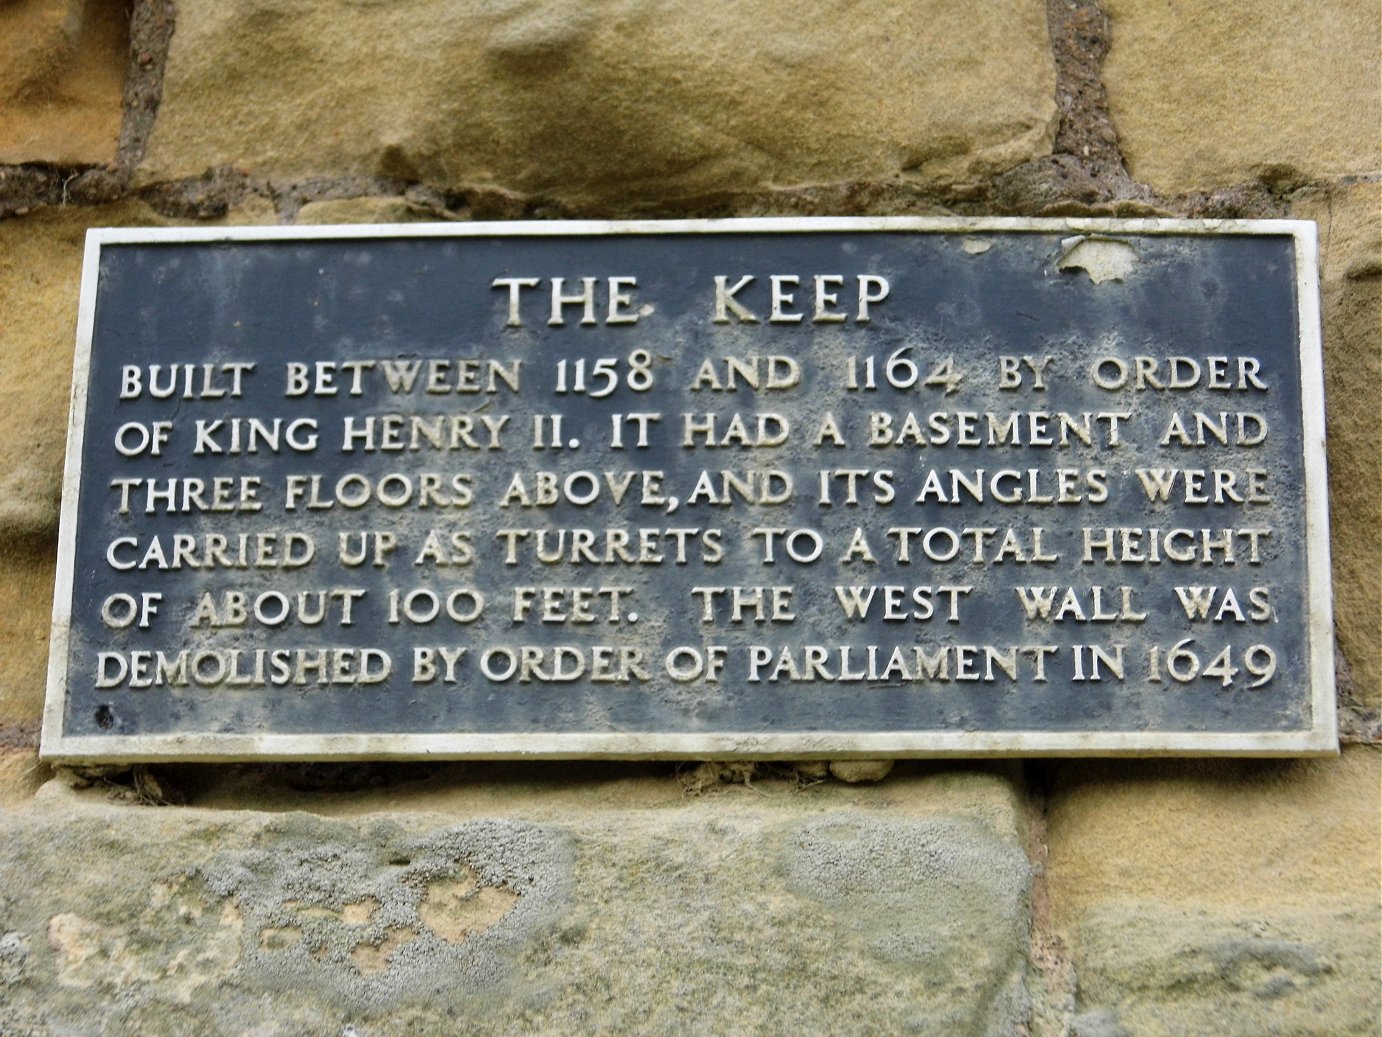 THE KEEP
BUILT BETWEEN 1158 AND 1164 BY ORDER
OF KING HENRY II. IT HAD A BASEMENT AND
THREE FLOORS ABOVE, AND ITS ANGLES WERE
CARRIED UP AS TURRETS TO A TOTAL HEIGHT
OF ABOUT 100 FEET. THE WEST WALL WAS
DEMOLISHED BY ORDER OF PARLIAMENT IN 1649